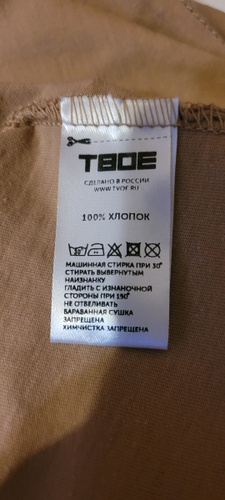 ТВОЕ
СДЕЛАНО В РОССИИ
WWW.TVOE.RU
100% ХЛОПОК
МАШИННАЯ СТИРКА ПРИ 30°
СТИРАТЬ ВЫВЕРНУТЫМ
НАИЗНАНКУ
ГЛАДИТЬ С ИЗНАНОЧНОЙ
СТОРОНЫ ПРИ 150°
НЕ ОТБЕЛИВАТЬ
БАРАБАННАЯ СУШКА
ЗАПРЕЩЕНА
ХИМЧИСТКА ЗАПРЕЩЕНА